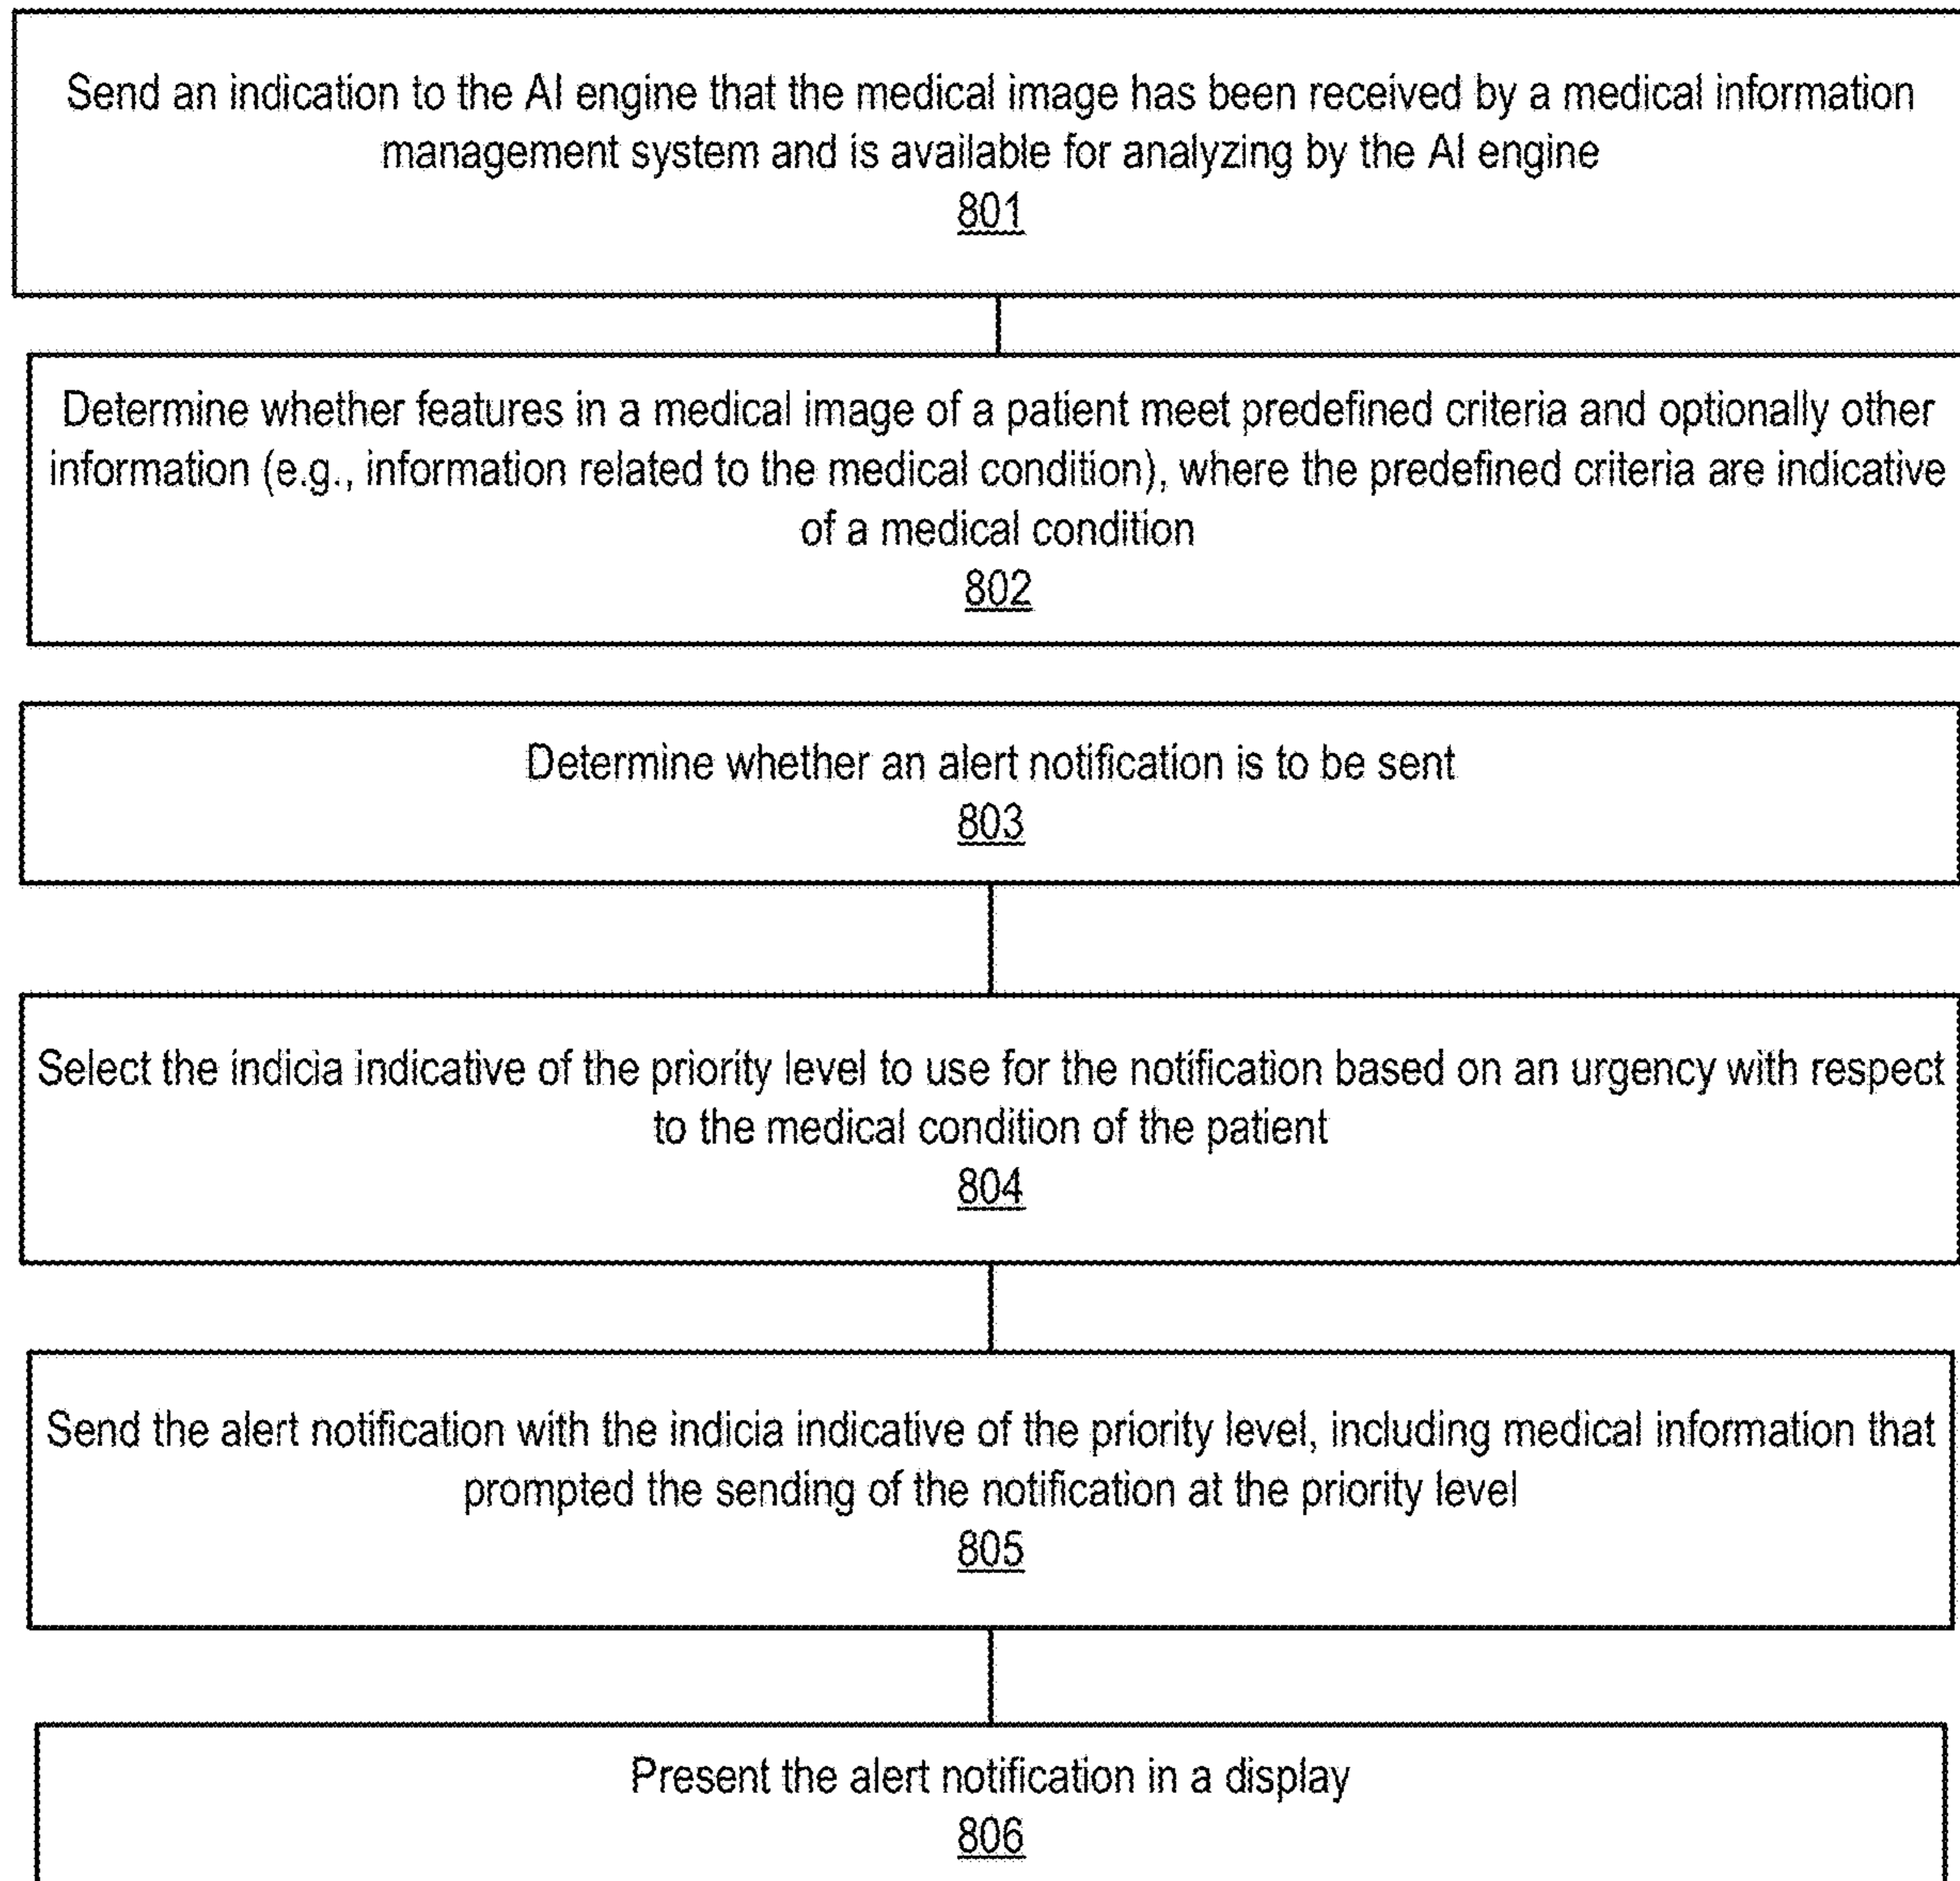 Send an indication to the AI engine that the medical image has been received by a medical information
management system and is available for analyzing by the AI engine
801
Determine whether features in a medical image of a patient meet predefined criteria and optionally other
information (e.g., information related to the medical condition), where the predefined criteria are indicative
of a medical condition
802
Determine whether an alert notification is to be sent
803
Select the indicia indicative of the priority level to use for the notification based on an urgency with respect
to the medical condition of the patient
804
Send the alert notification with the indicia indicative of the priority level, including medical information that
prompted the sending of the notification at the priority level
805
Present the alert notification in a display
806